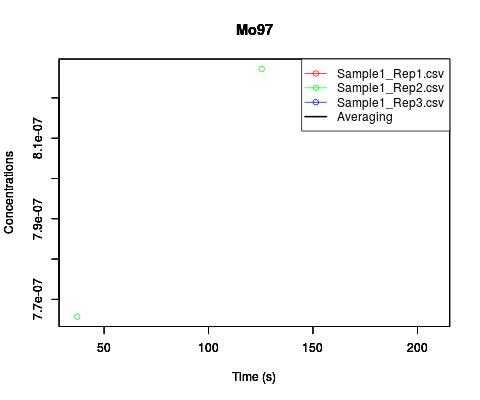 Mo97
Sample1_Rep1.csv
Sample1_Rep2.csv
Sample1_Rep3.csv
Averaging
Concentrations
8.1e-07
7.9e-07
7.7e-07
50 100 150 200
Time (s)